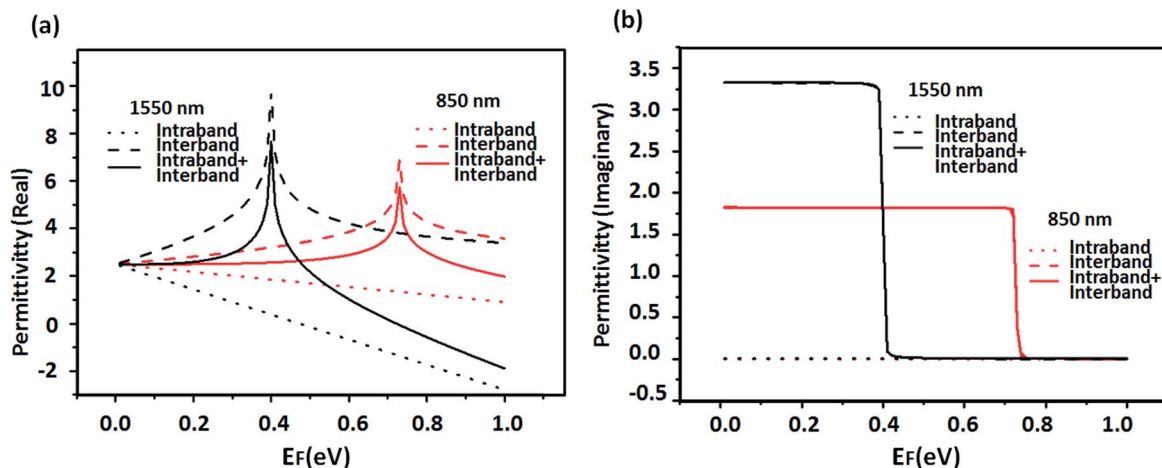 (a)
Permittivity (Real)
10
8
6
4
2
0
-2
1550 nm
Intraband
Interband
Intraband+
Interband
850 nm
Intraband
Interband
Intraband+
Interband
0.0 0.2 0.4 0.6 0.8 1.0
EF(eV)
(b)
Permittivity (Imaginary)
3.5
3.0
2.5
2.0
1.5
1.0
0.5
0.0
-0.5
1550 nm
Intraband
Interband
Intraband+
Interband
850 nm
Intraband
Interband
Intraband+
Interband
0.0 0.2 0.4 0.6 0.8 1.0
EF(eV)